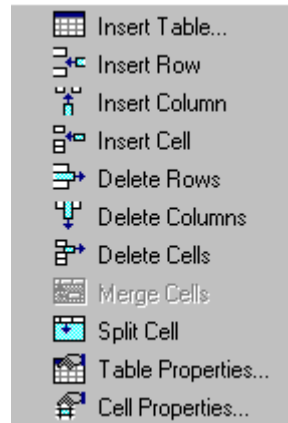 Insert Table...
Insert Row
Insert Column
Insert Cell
Delete Rows
Delete Columns
Delete Cells
Merge Cells
Split Cell
Table Properties...
Cell Properties...